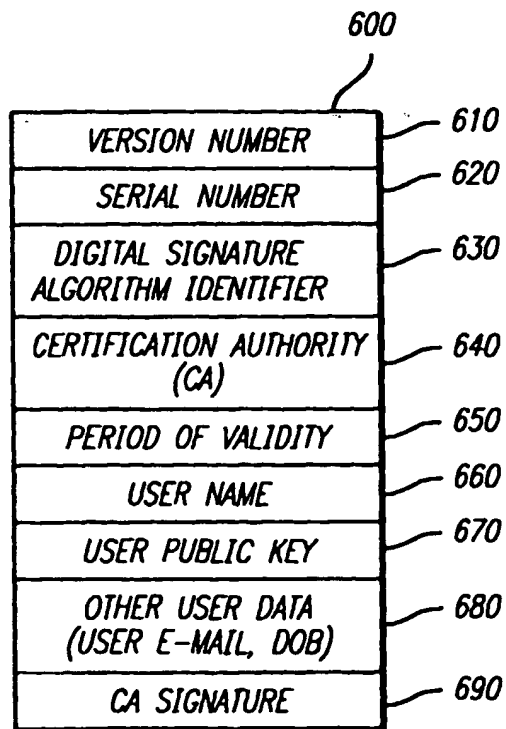 600
VERSION NUMBER 610
SERIAL NUMBER 620
DIGITAL SIGNATURE
ALGORITHM IDENTIFIER 630
CERTIFICATION AUTHORITY
(CA) 640
PERIOD OF VALIDITY 650
USER NAME 660
USER PUBLIC KEY 670
OTHER USER DATA
(USER E-MAIL, DOB) 680
CA SIGNATURE 690